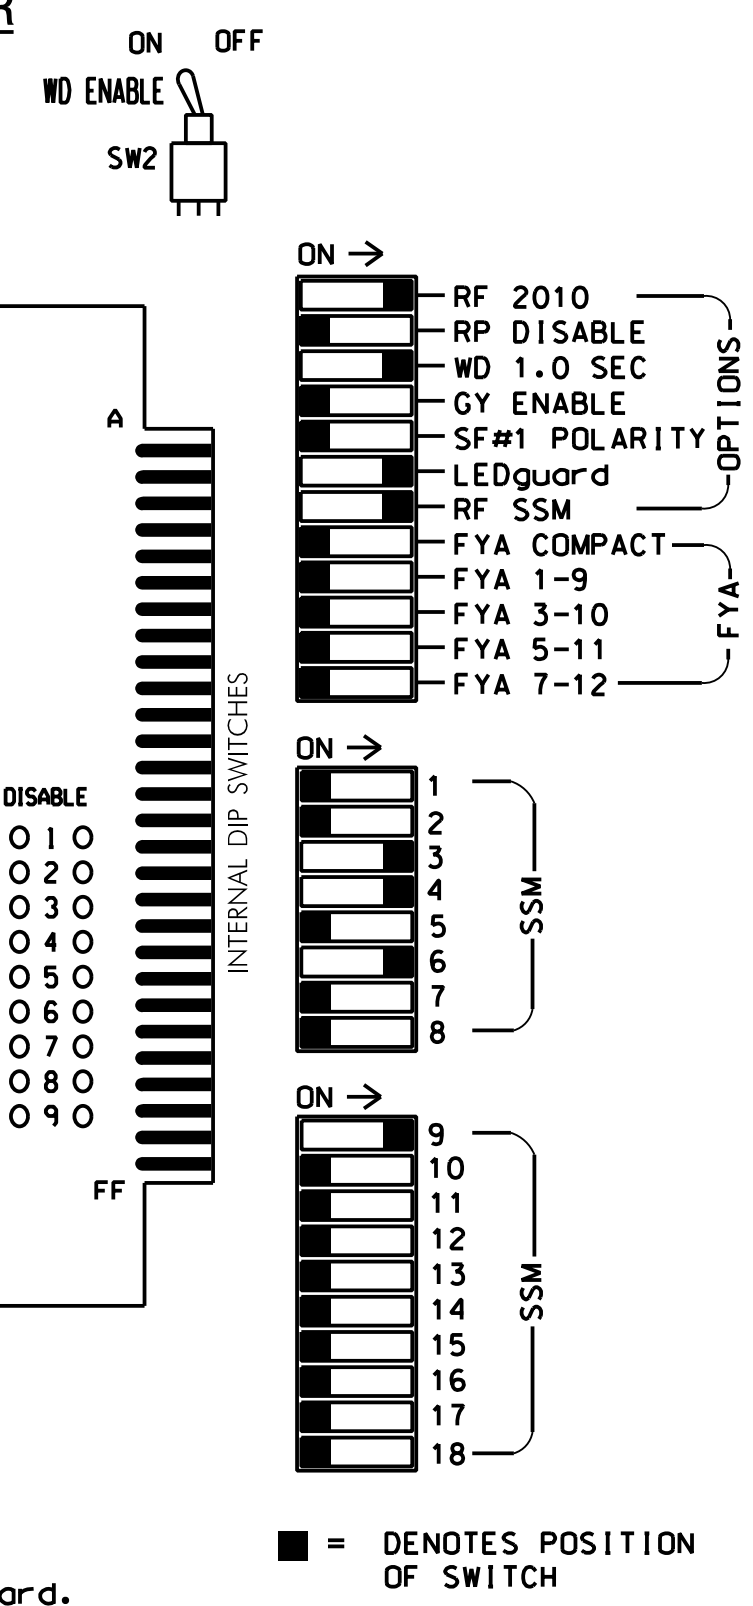 R
ON OFF
WD ENABLE
SW2
ON →
RF 2010
RP DISABLE
WD 1.0 SEC
GY ENABLE
SF#1 POLARITY
LEDguard
RF SSM
OPTIONS
FYA COMPACT
FYA 1-9
FYA 3-10
FYA 5-11
FYA 7-12
FYA
A
FF
INTERNAL DIP SWITCHES
DISABLE
1
2
3
4
5
6
7
8
9
ON →
1
2
3
4
5
6
7
8
SSM
ON →
9
10
11
12
13
14
15
16
17
18
SSM
= DENOTES POSITION
OF SWITCH
ard.